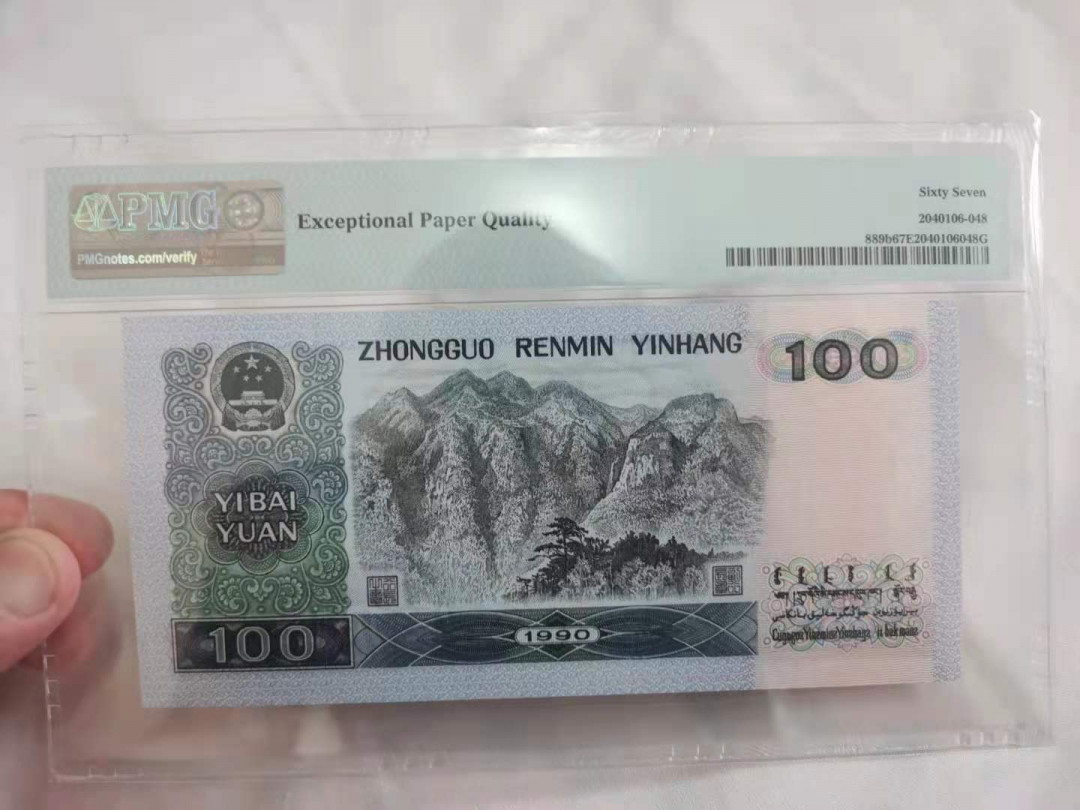 PMG
PMGnotes.com/verify
Exceptional Paper Quality
Sixty Seven
2040106-048
889b67E2040106048G
ZHONGGUO RENMIN YINHANG
100
YIBAI
YUAN
100
1990